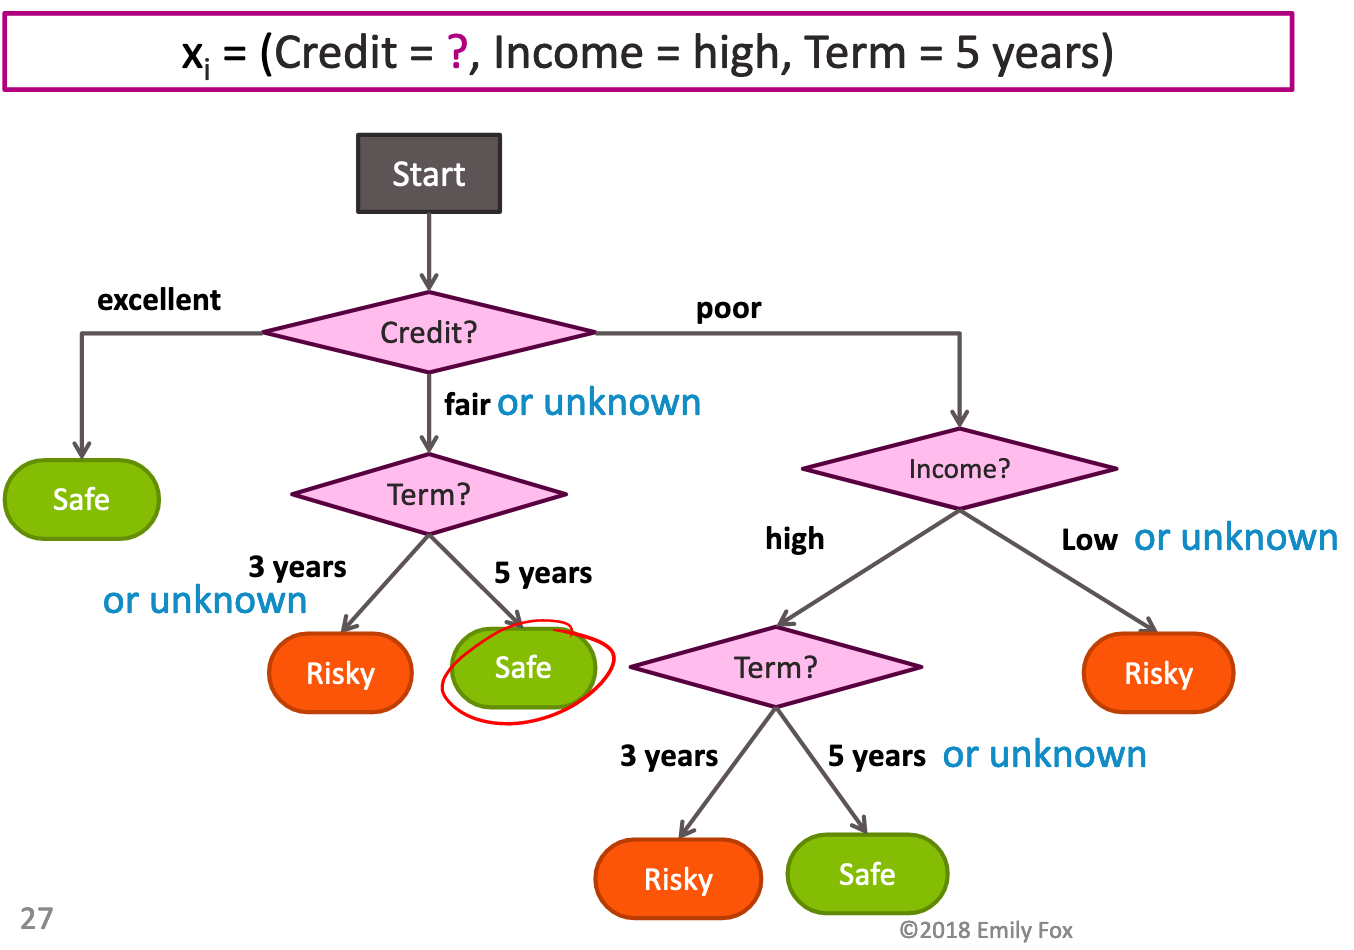 xi = (Credit = ?, Income = high, Term = 5 years)
Start
excellent
Credit?
poor
fair or unknown
Safe
Term?
Income?
3 years
or unknown
5 years
high
Low or unknown
Risky
Safe
Term?
Risky
3 years
5 years or unknown
Risky
Safe
27
©2018 Emily Fox